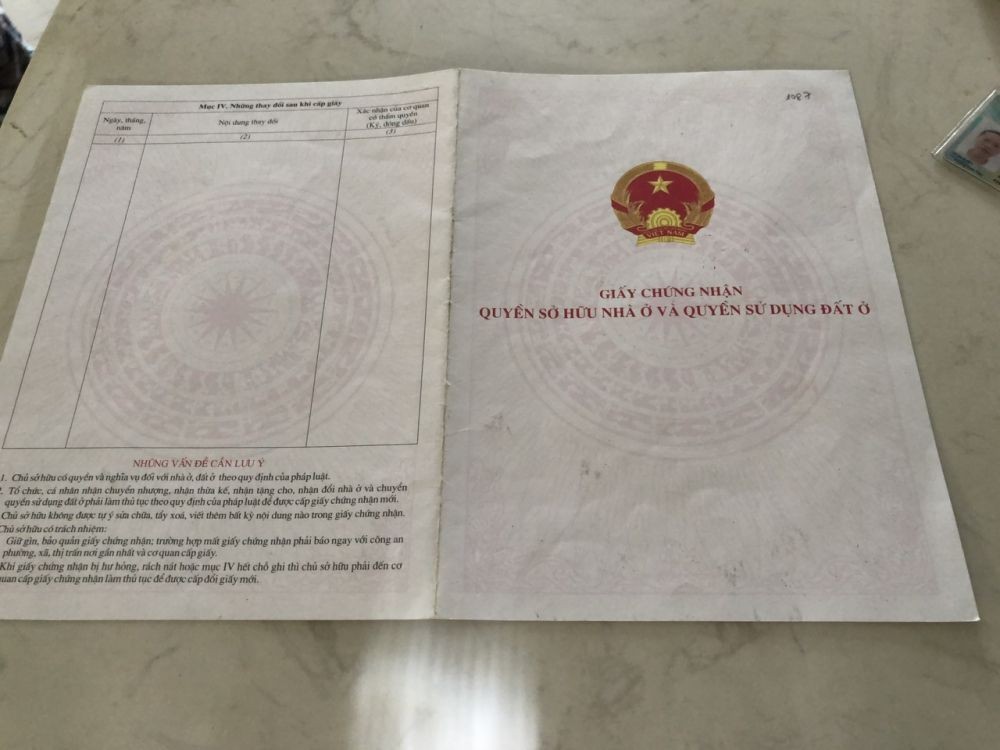 Mục IV. Những thay đổi sau khi cấp giấy
Ngày, tháng, năm
Nội dung thay đổi
Xác nhận của cơ quan
có thẩm quyền
(Ký, đóng dấu)
(1)
(2)
(3)
NHỮNG VẤN ĐỀ CẦN LƯU Ý
1. Chủ sở hữu có quyền và nghĩa vụ đối với nhà ở, đất ở theo quy định của pháp luật.
2. Tổ chức, cá nhân nhận chuyển nhượng, nhận thừa kế, nhận tặng cho, nhận đổi nhà ở và chuyển
quyền sử dụng đất ở phải làm thủ tục theo quy định của pháp luật để được cấp giấy chứng nhận mới.
Chủ sở hữu không được tự ý sửa chữa, tẩy xoá, viết thêm bất kỳ nội dung nào trong giấy chứng nhận.
Chủ sở hữu có trách nhiệm:
Giữ gìn, bảo quản giấy chứng nhận; trường hợp mất giấy chứng nhận phải báo ngay với công an
phường, xã, thị trấn nơi gần nhất và cơ quan cấp giấy.
Khi giấy chứng nhận bị hư hỏng, rách nát hoặc mục IV hết chỗ ghi thì chủ sở hữu phải đến cơ
quan cấp giấy chứng nhận làm thủ tục để được cấp đổi giấy mới.
VIỆT NAM
GIẤY CHỨNG NHẬN
QUYỀN SỞ HỮU NHÀ Ở VÀ QUYỀN SỬ DỤNG ĐẤT Ở